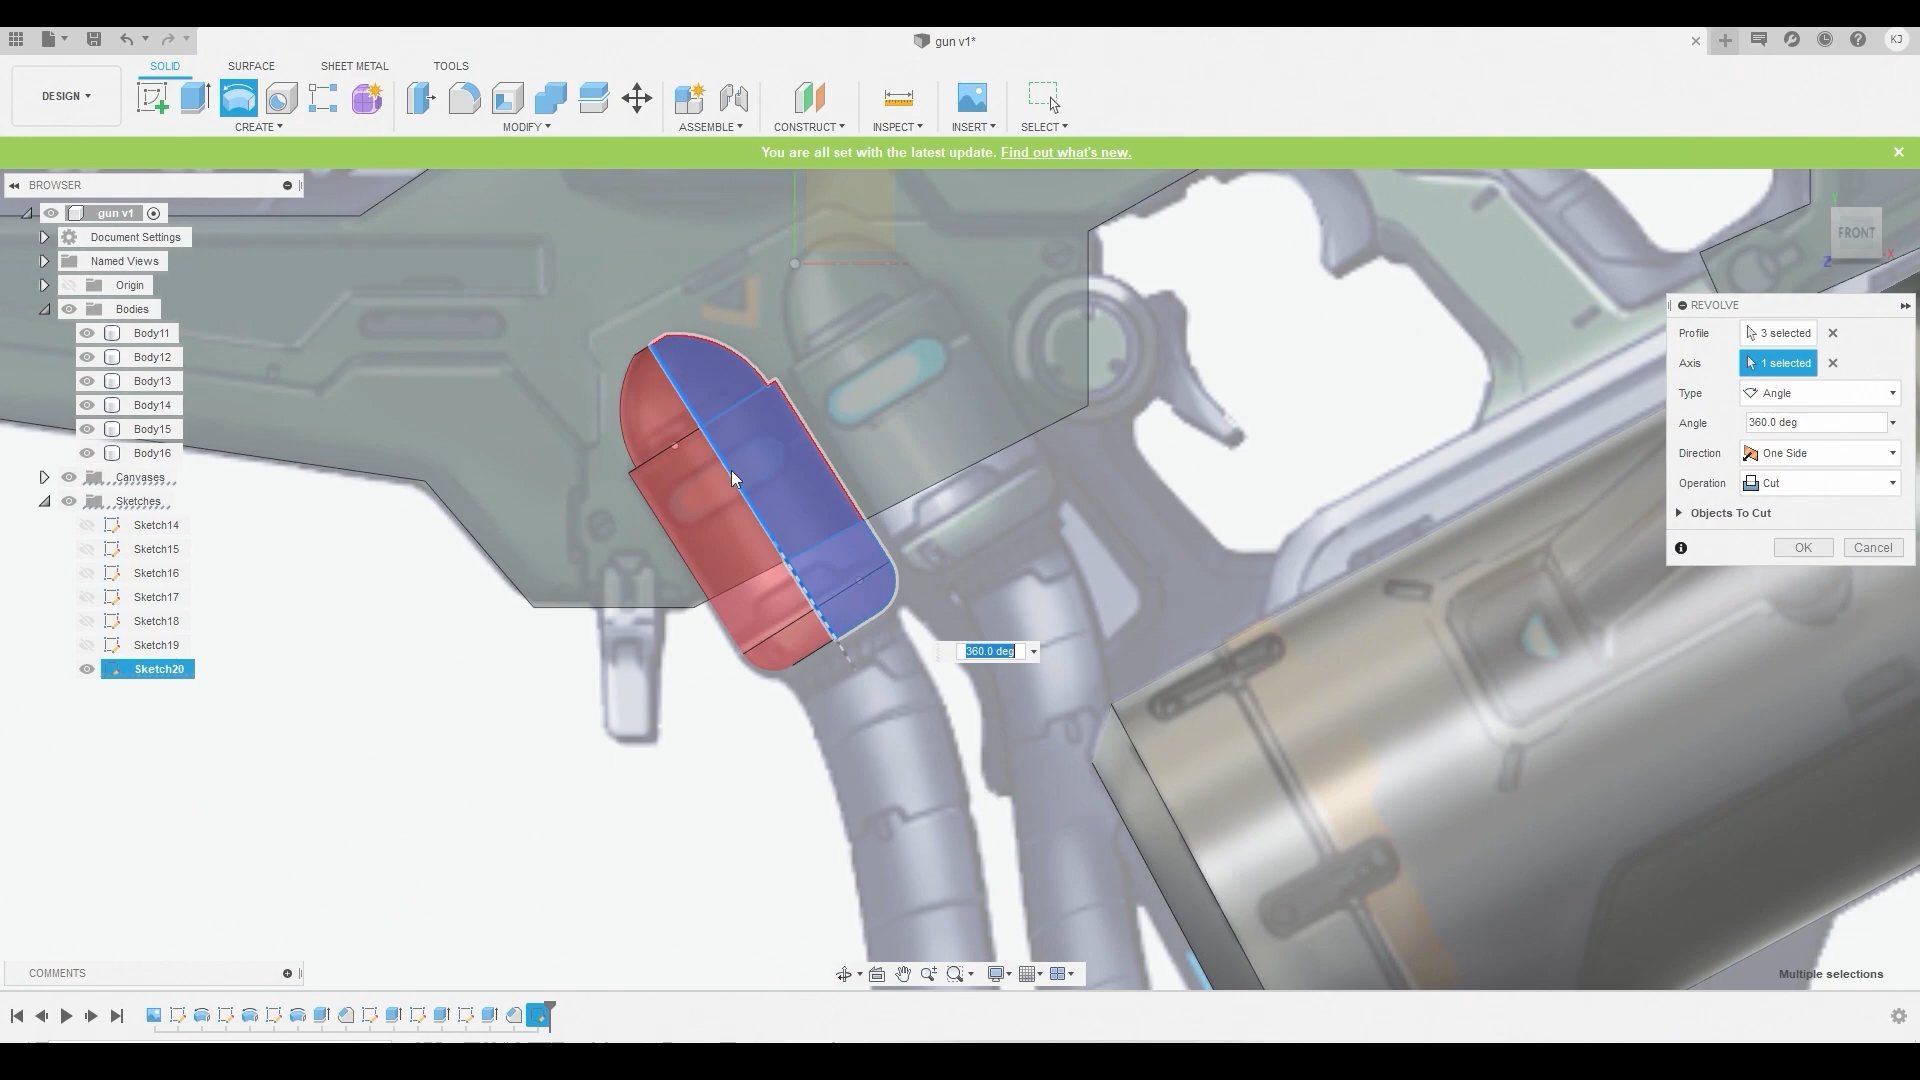 gun v1*
KJ
SOLID
SURFACE
SHEET METAL
TOOLS
DESIGN
CREATE
MODIFY
ASSEMBLE
CONSTRUCT
INSPECT
INSERT
SELECT
You are all set with the latest update. Find out what's new.
BROWSER
gun v1
Document Settings
Named Views
Origin
Bodies
Body11
Body12
Body13
Body14
Body15
Body16
Canvases
Sketches
Sketch14
Sketch15
Sketch16
Sketch17
Sketch18
Sketch19
Sketch20
Y
FRONT
X
Z
REVOLVE
Profile 3 selected
Axis 1 selected
Type Angle
Angle 360.0 deg
Direction One Side
Operation Cut
Objects To Cut
OK Cancel
360.0 deg
COMMENTS
Multiple selections